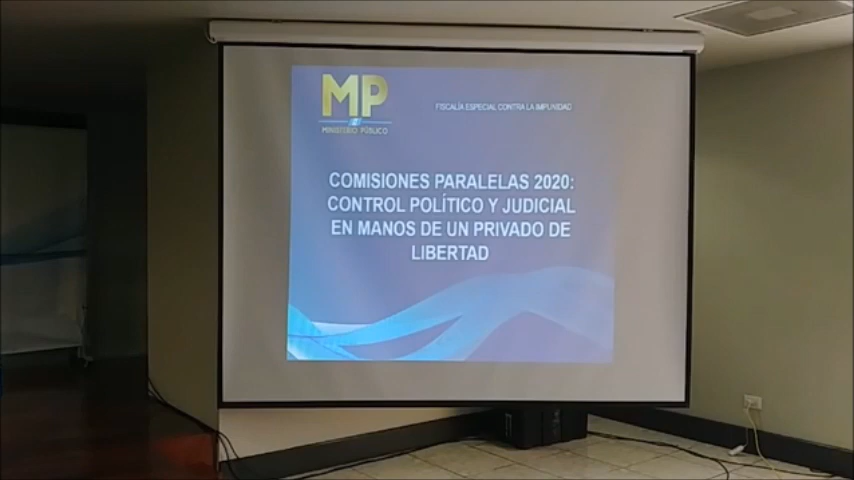 MP
MINISTERIO PÚBLICO
FISCALÍA ESPECIAL CONTRA LA IMPUNIDAD
COMISIONES PARALELAS 2020:
CONTROL POLÍTICO Y JUDICIAL
EN MANOS DE UN PRIVADO DE
LIBERTAD